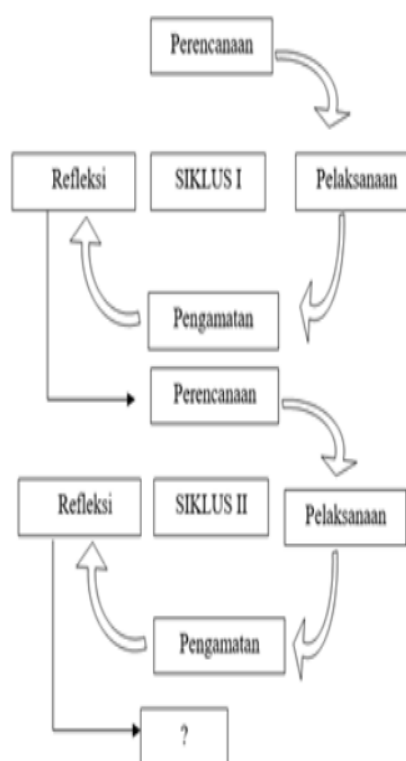 Perencanaan
Refleksi
SIKLUS I
Pelaksanaan
Pengamatan
Perencanaan
Refleksi
SIKLUS II
Pelaksanaan
Pengamatan
?